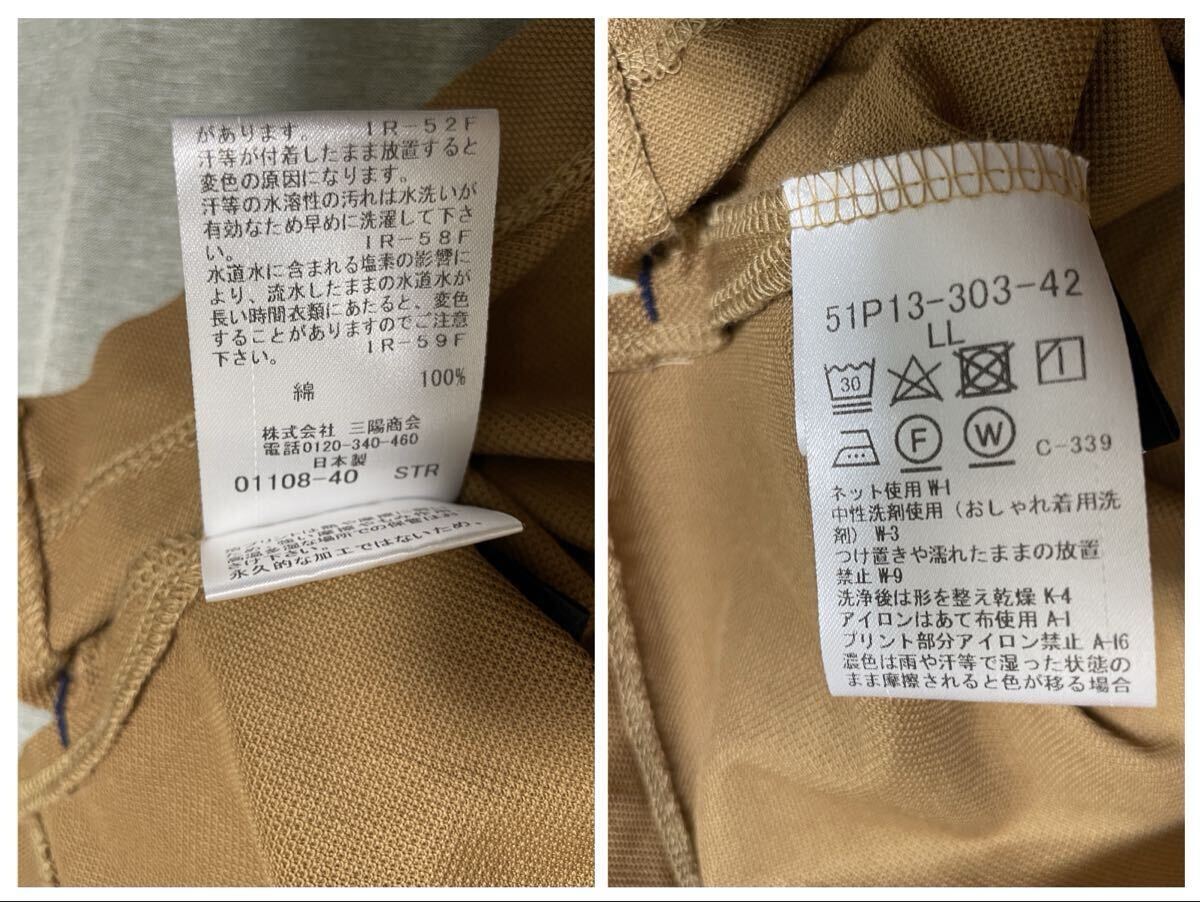 があります。 IR-52F
汗等が付着したまま放置すると
変色の原因になります。
汗等の水溶性の汚れは水洗いが
有効なため早めに洗濯して下さ
い。 IR-58F
水道水に含まれる塩素の影響に
より、流水したままの水道水が
長い時間衣類にあたると、変色
することがありますのでご注意
下さい。 IR-59F
綿 100%
株式会社 三陽商会
電話0120-340-460
日本製
01108-40 STR
さけ下さい。
永久的な加工ではないため、
51P13-303-42
LL
30
F W C-339
ネット使用 W-1
中性洗剤使用(おしゃれ着用洗
剤) W-3
つけ置きや濡れたままの放置
禁止 W-9
洗浄後は形を整え乾燥 K-4
アイロンはあて布使用 A-1
プリント部分アイロン禁止 A-16
濃色は雨や汗等で湿った状態の
まま摩擦されると色が移る場合